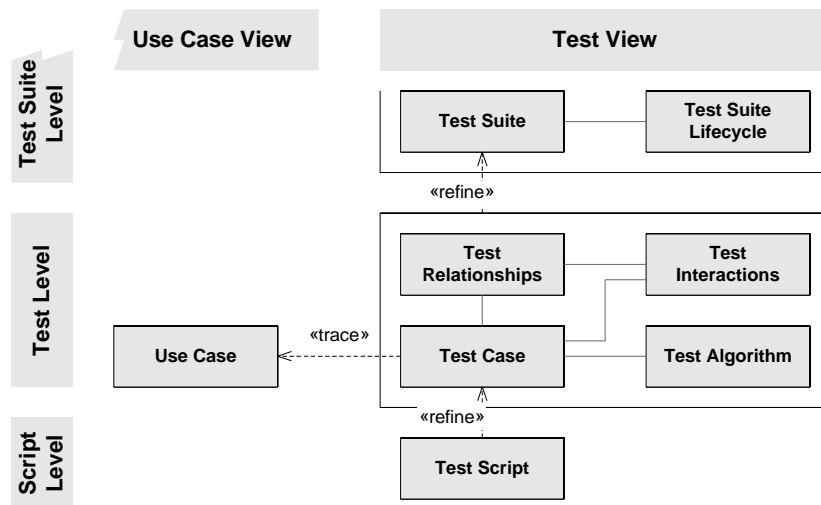 Use Case View
Test View
Test Suite
Level
Test Suite
Test Suite
Lifecycle
«refine»
Test Level
Test
Relationships
Test
Interactions
«trace»
Use Case
Test Case
Test Algorithm
«refine»
Script
Level
Test Script